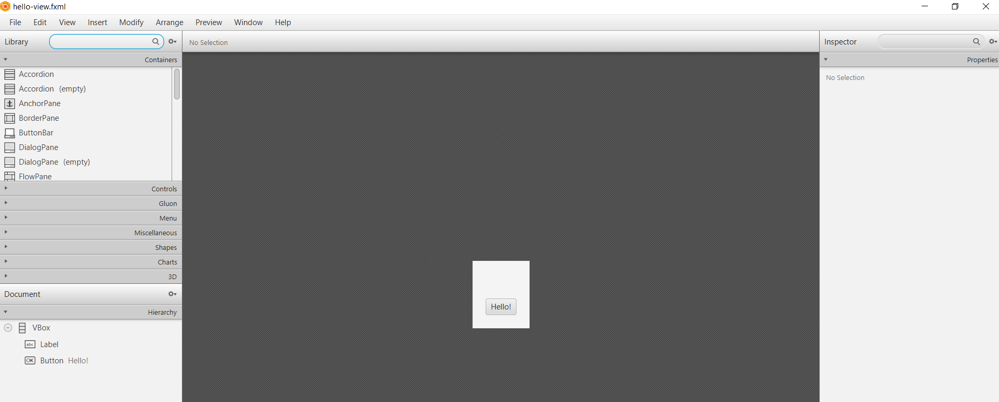 hello-view.fxml
File Edit View Insert Modify Arrange Preview Window Help
Library
No Selection
Inspector
Containers
Properties
Accordion
Accordion (empty)
AnchorPane
BorderPane
ButtonBar
DialogPane
DialogPane (empty)
FlowPane
No Selection
Controls
Gluon
Menu
Miscellaneous
Shapes
Charts
3D
Document
Hierarchy
VBox
abc Label
OK Button Hello!
Hello!